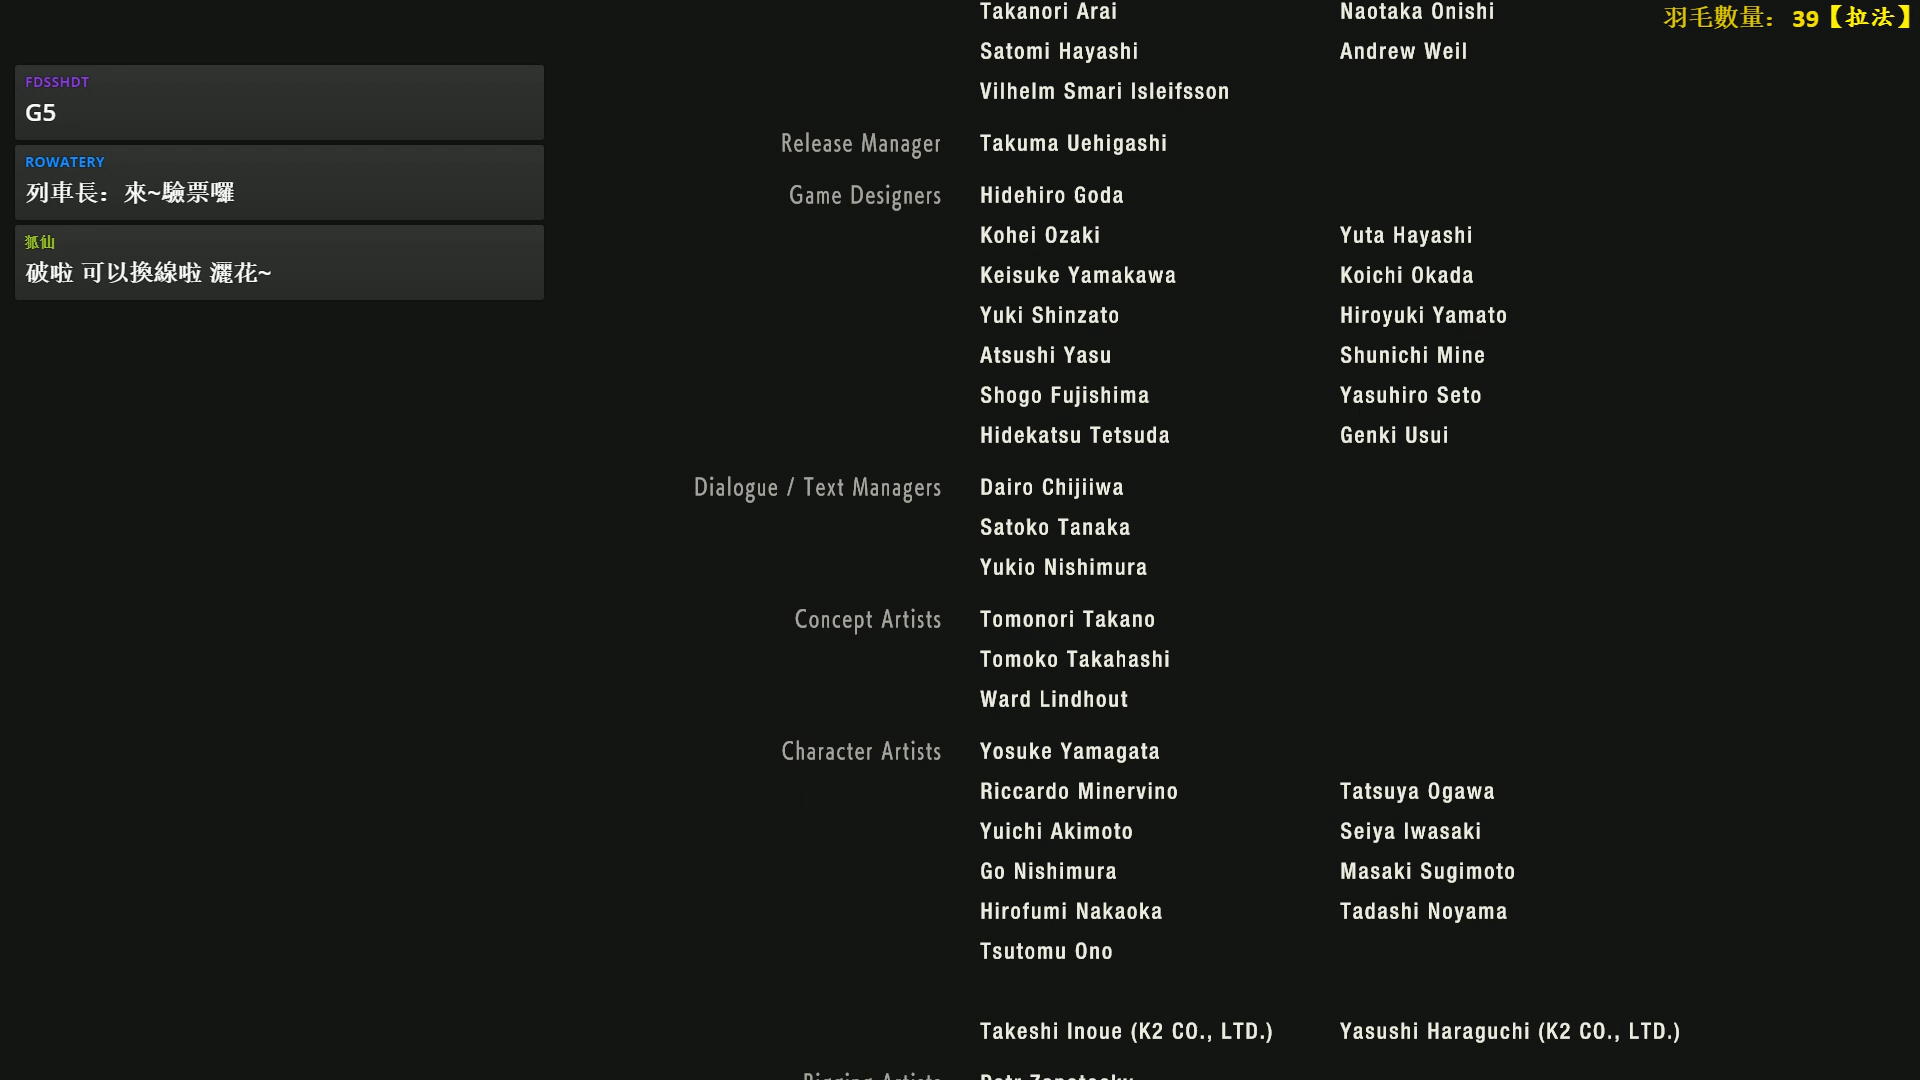 Takanori Arai Naotaka Onishi
羽毛數量：39【拉法】
Satomi Hayashi Andrew Weil
Vilhelm Smari Isleifsson
FDSSHDT
G5
ROWATERY
列車長：來~驗票囉
狐仙
破啦 可以換線啦 灑花~
Release Manager Takuma Uehigashi
Game Designers Hidehiro Goda
Kohei Ozaki Yuta Hayashi
Keisuke Yamakawa Koichi Okada
Yuki Shinzato Hiroyuki Yamato
Atsushi Yasu Shunichi Mine
Shogo Fujishima Yasuhiro Seto
Hidekatsu Tetsuda Genki Usui
Dialogue / Text Managers Dairo Chijiiwa
Satoko Tanaka
Yukio Nishimura
Concept Artists Tomonori Takano
Tomoko Takahashi
Ward Lindhout
Character Artists Yosuke Yamagata
Riccardo Minervino Tatsuya Ogawa
Yuichi Akimoto Seiya Iwasaki
Go Nishimura Masaki Sugimoto
Hirofumi Nakaoka Tadashi Noyama
Tsutomu Ono
Takeshi Inoue (K2 CO., LTD.) Yasushi Haraguchi (K2 CO., LTD.)
Rigging Artists